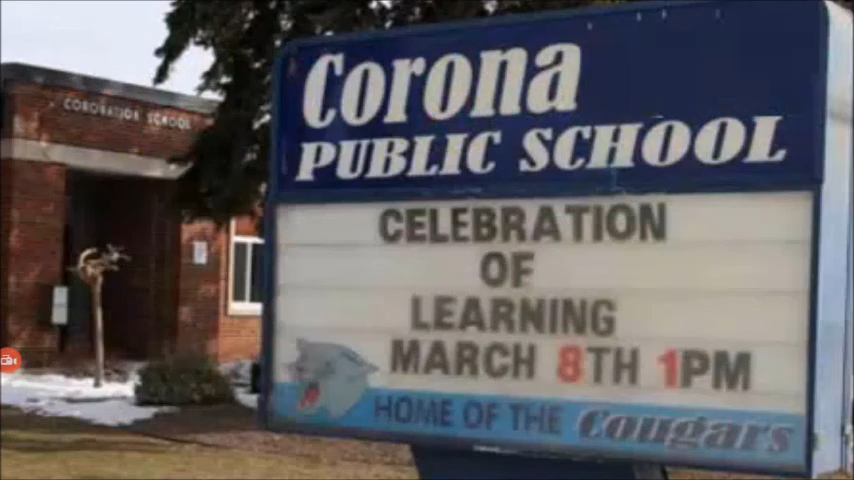 CORONATION SCHOOL
Corona
PUBLIC SCHOOL
CELEBRATION
OF
LEARNING
MARCH 8TH 1PM
HOME OF THE Cougars